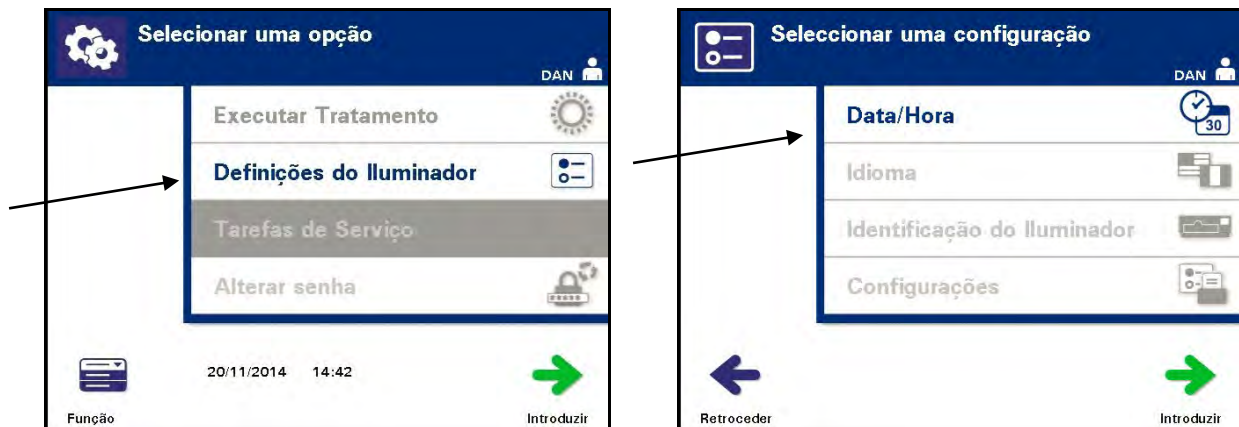 Selecionar uma opção
DAN
Executar Tratamento
Definições do Iluminador
Tarefas de Serviço
Alterar senha
20/11/2014 14:42
Função
Introduzir
Seleccionar uma configuração
DAN
Data/Hora
30
Idioma
Identificação do Iluminador
Configurações
Retroceder
Introduzir